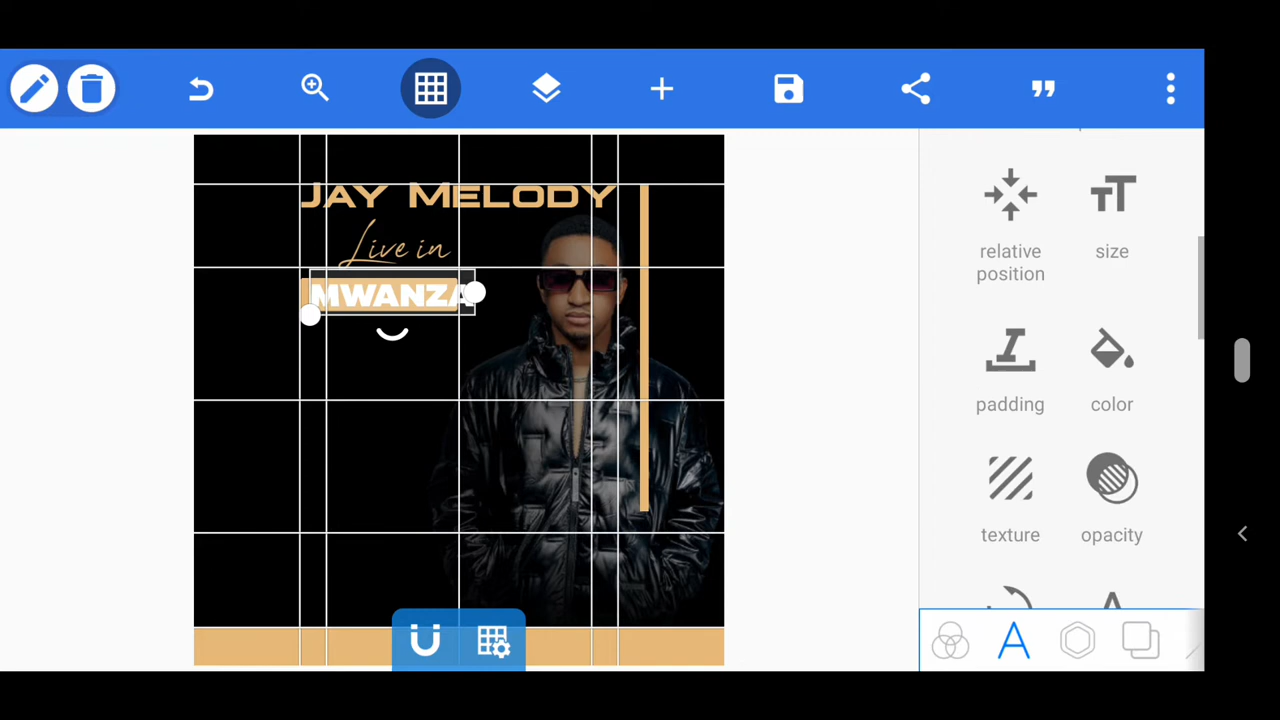 JAY MELODY
Live in
MWANZA
relative position
size
padding
color
texture
opacity